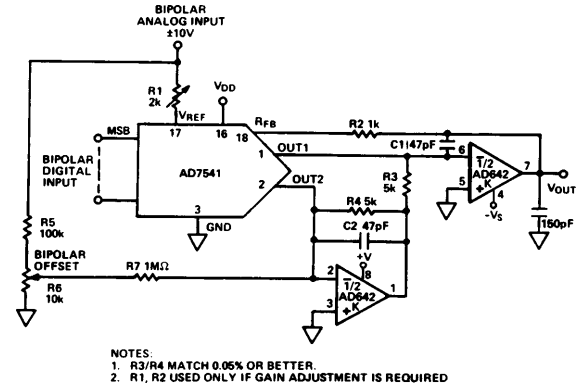 BIPOLAR
ANALOG INPUT
±10V
R1
2k
VDD
VREF
17
16
18
RFB
R2 1k
MSB
1
OUT1
C1 47pF
6
1/2
AD642
K
7
VOUT
5
+
4
-VS
150pF
BIPOLAR
DIGITAL
INPUT
AD7541
2
OUT2
R3
5k
R4 5k
3
GND
C2 47pF
R5
100k
BIPOLAR
OFFSET
R6
10k
R7 1MΩ
+V
8
2
1/2
AD642
K
1
3
+
NOTES:
1. R3/R4 MATCH 0.05% OR BETTER.
2. R1, R2 USED ONLY IF GAIN ADJUSTMENT IS REQUIRED